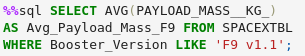 %%sql SELECT AVG(PAYLOAD_MASS__KG_)
AS Avg_Payload_Mass_F9 FROM SPACEXTBL
WHERE Booster_Version LIKE 'F9 v1.1';